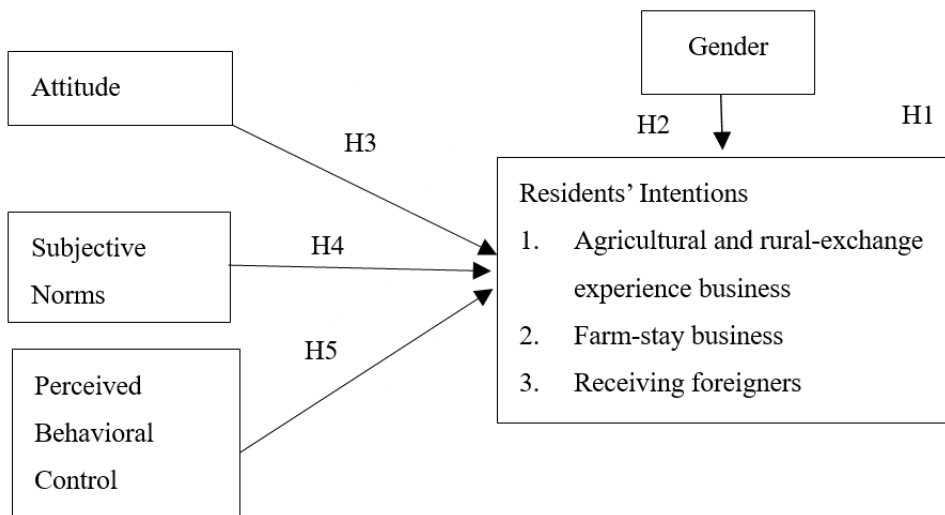 Gender
Attitude
H1
H2
H3
Residents’ Intentions
1. Agricultural and rural-exchange
experience business
2. Farm-stay business
3. Receiving foreigners
Subjective
Norms
H4
H5
Perceived
Behavioral
Control